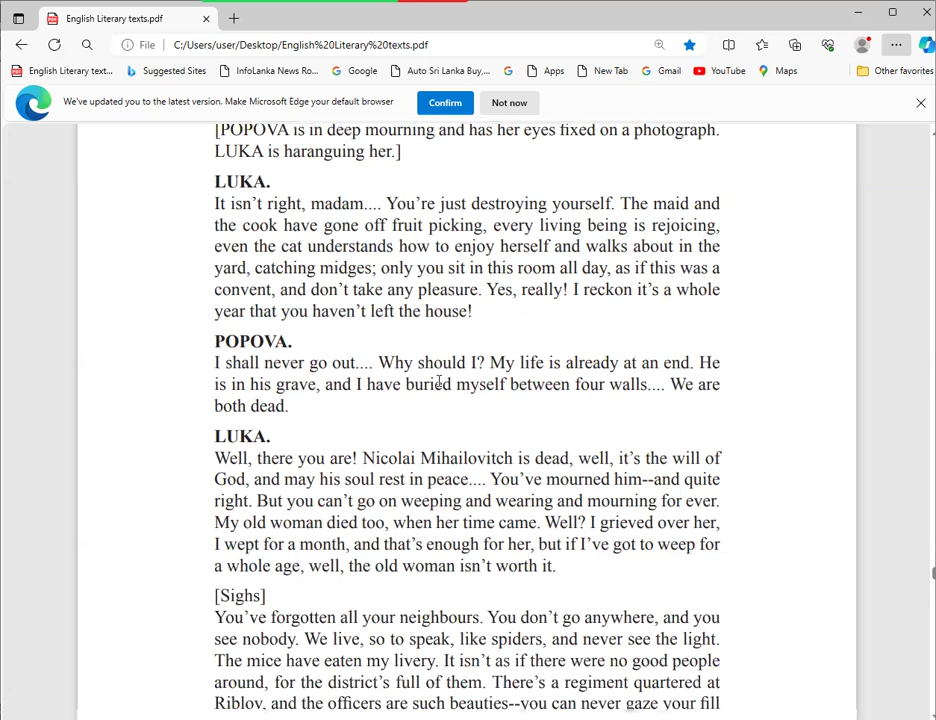 English Literary texts.pdf
File
C:/Users/user/Desktop/English%20Literary%20texts.pdf
English Literary text...
Suggested Sites
InfoLanka News Ro...
Google
Auto Sri Lanka Buy,...
Apps
New Tab
Gmail
YouTube
Maps
Other favorites
We've updated you to the latest version. Make Microsoft Edge your default browser
Confirm
Not now
[POPOVA is in deep mourning and has her eyes fixed on a photograph.
LUKA is haranguing her.]
LUKA.
It isn't right, madam.... You're just destroying yourself. The maid and
the cook have gone off fruit picking, every living being is rejoicing,
even the cat understands how to enjoy herself and walks about in the
yard, catching midges; only you sit in this room all day, as if this was a
convent, and don't take any pleasure. Yes, really! I reckon it's a whole
year that you haven't left the house!
POPOVA.
I shall never go out.... Why should I? My life is already at an end. He
is in his grave, and I have buried myself between four walls.... We are
both dead.
LUKA.
Well, there you are! Nicolai Mihailovitch is dead, well, it's the will of
God, and may his soul rest in peace.... You've mourned him--and quite
right. But you can't go on weeping and wearing and mourning for ever.
My old woman died too, when her time came. Well? I grieved over her,
I wept for a month, and that's enough for her, but if I've got to weep for
a whole age, well, the old woman isn't worth it.
[Sighs]
You've forgotten all your neighbours. You don't go anywhere, and you
see nobody. We live, so to speak, like spiders, and never see the light.
The mice have eaten my livery. It isn't as if there were no good people
around, for the district's full of them. There's a regiment quartered at
Riblov, and the officers are such beauties--you can never gaze your fill